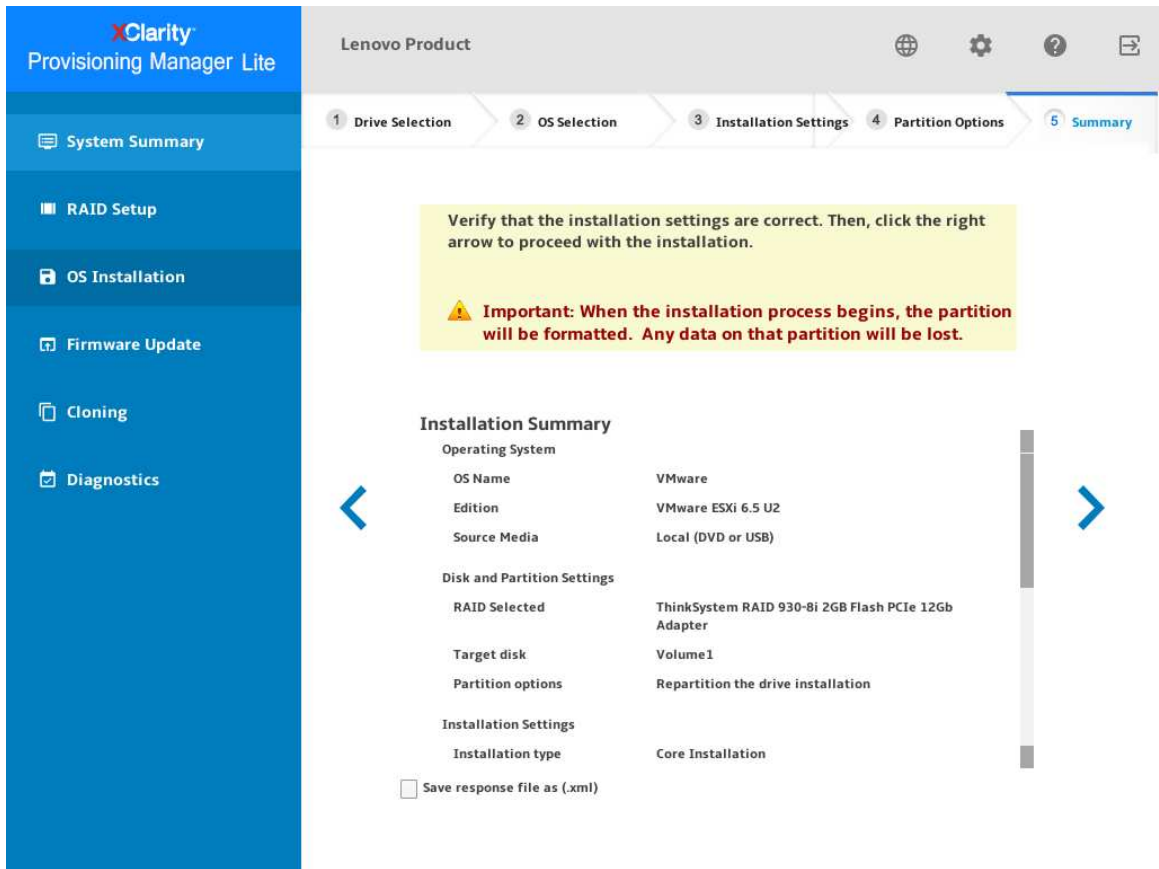 XClarity
Provisioning Manager Lite
Lenovo Product
System Summary
RAID Setup
OS Installation
Firmware Update
Cloning
Diagnostics
1 Drive Selection
2 OS Selection
3 Installation Settings
4 Partition Options
5 Summary
Verify that the installation settings are correct. Then, click the right
arrow to proceed with the installation.
Important: When the installation process begins, the partition
will be formatted. Any data on that partition will be lost.
Installation Summary
Operating System
OS Name VMware
Edition VMware ESXi 6.5 U2
Source Media Local (DVD or USB)
Disk and Partition Settings
RAID Selected ThinkSystem RAID 930-8i 2GB Flash PCIe 12Gb
Adapter
Target disk Volume1
Partition options Repartition the drive installation
Installation Settings
Installation type Core Installation
Save response file as (.xml)